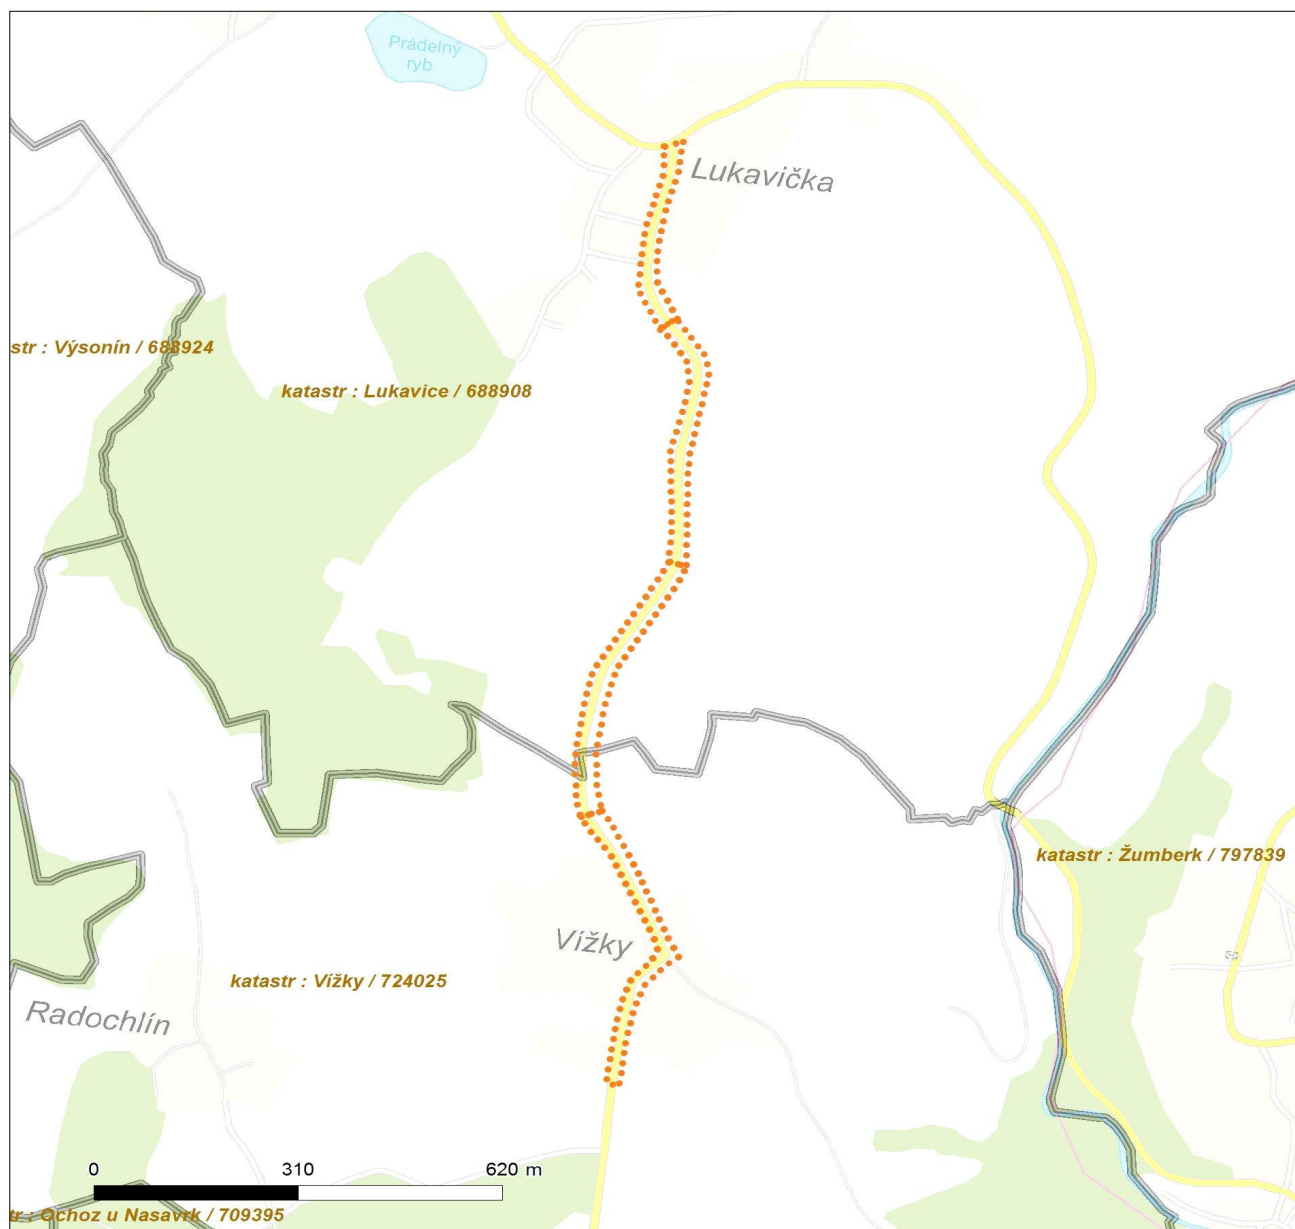 Prádelný
ryb
Lukavička
str : Výsonín / 688924
katastr : Lukavice / 688908
katastr : Žumberk / 797839
Vížky
katastr : Vížky / 724025
Radochlín
0 310 620 m
tr : Ochoz u Nasavrk / 709395